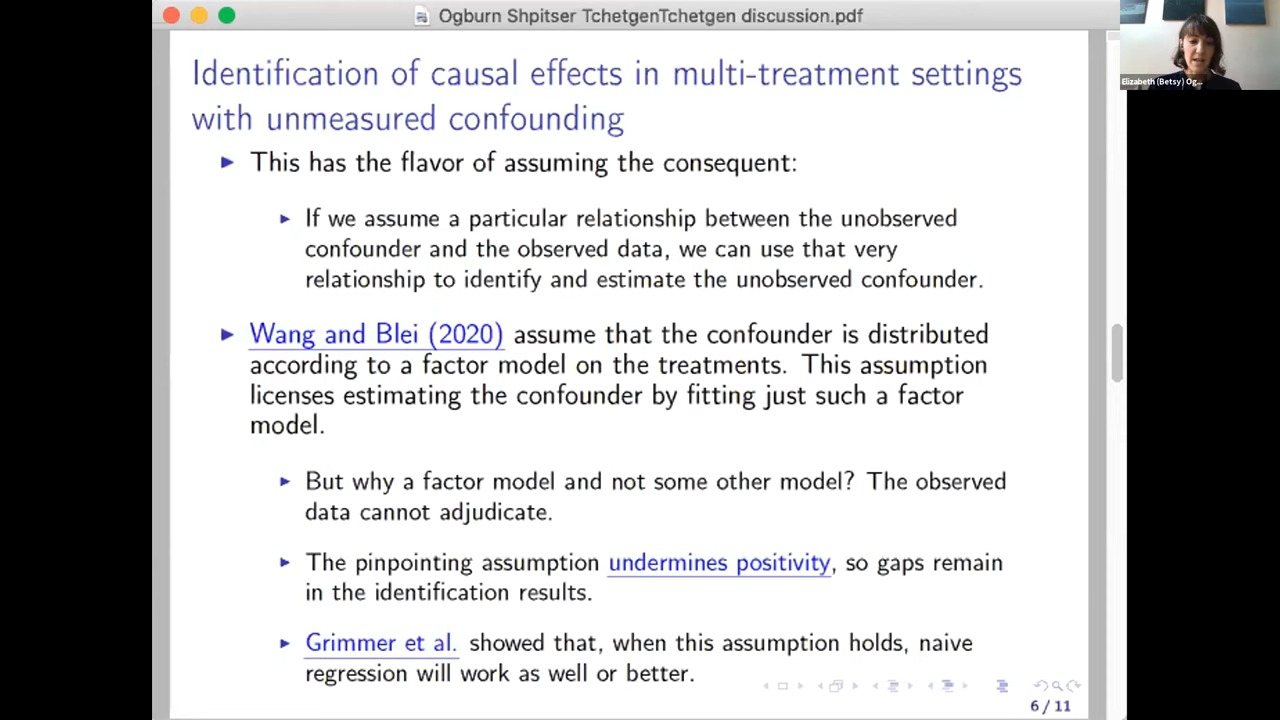 Ogburn Shpitser TchetgenTchetgen discussion.pdf
Elizabeth (Betsy) Og...
Identification of causal effects in multi-treatment settings
with unmeasured confounding
This has the flavor of assuming the consequent:
If we assume a particular relationship between the unobserved
confounder and the observed data, we can use that very
relationship to identify and estimate the unobserved confounder.
Wang and Blei (2020) assume that the confounder is distributed
according to a factor model on the treatments. This assumption
licenses estimating the confounder by fitting just such a factor
model.
But why a factor model and not some other model? The observed
data cannot adjudicate.
The pinpointing assumption undermines positivity, so gaps remain
in the identification results.
Grimmer et al. showed that, when this assumption holds, naive
regression will work as well or better.
6 / 11